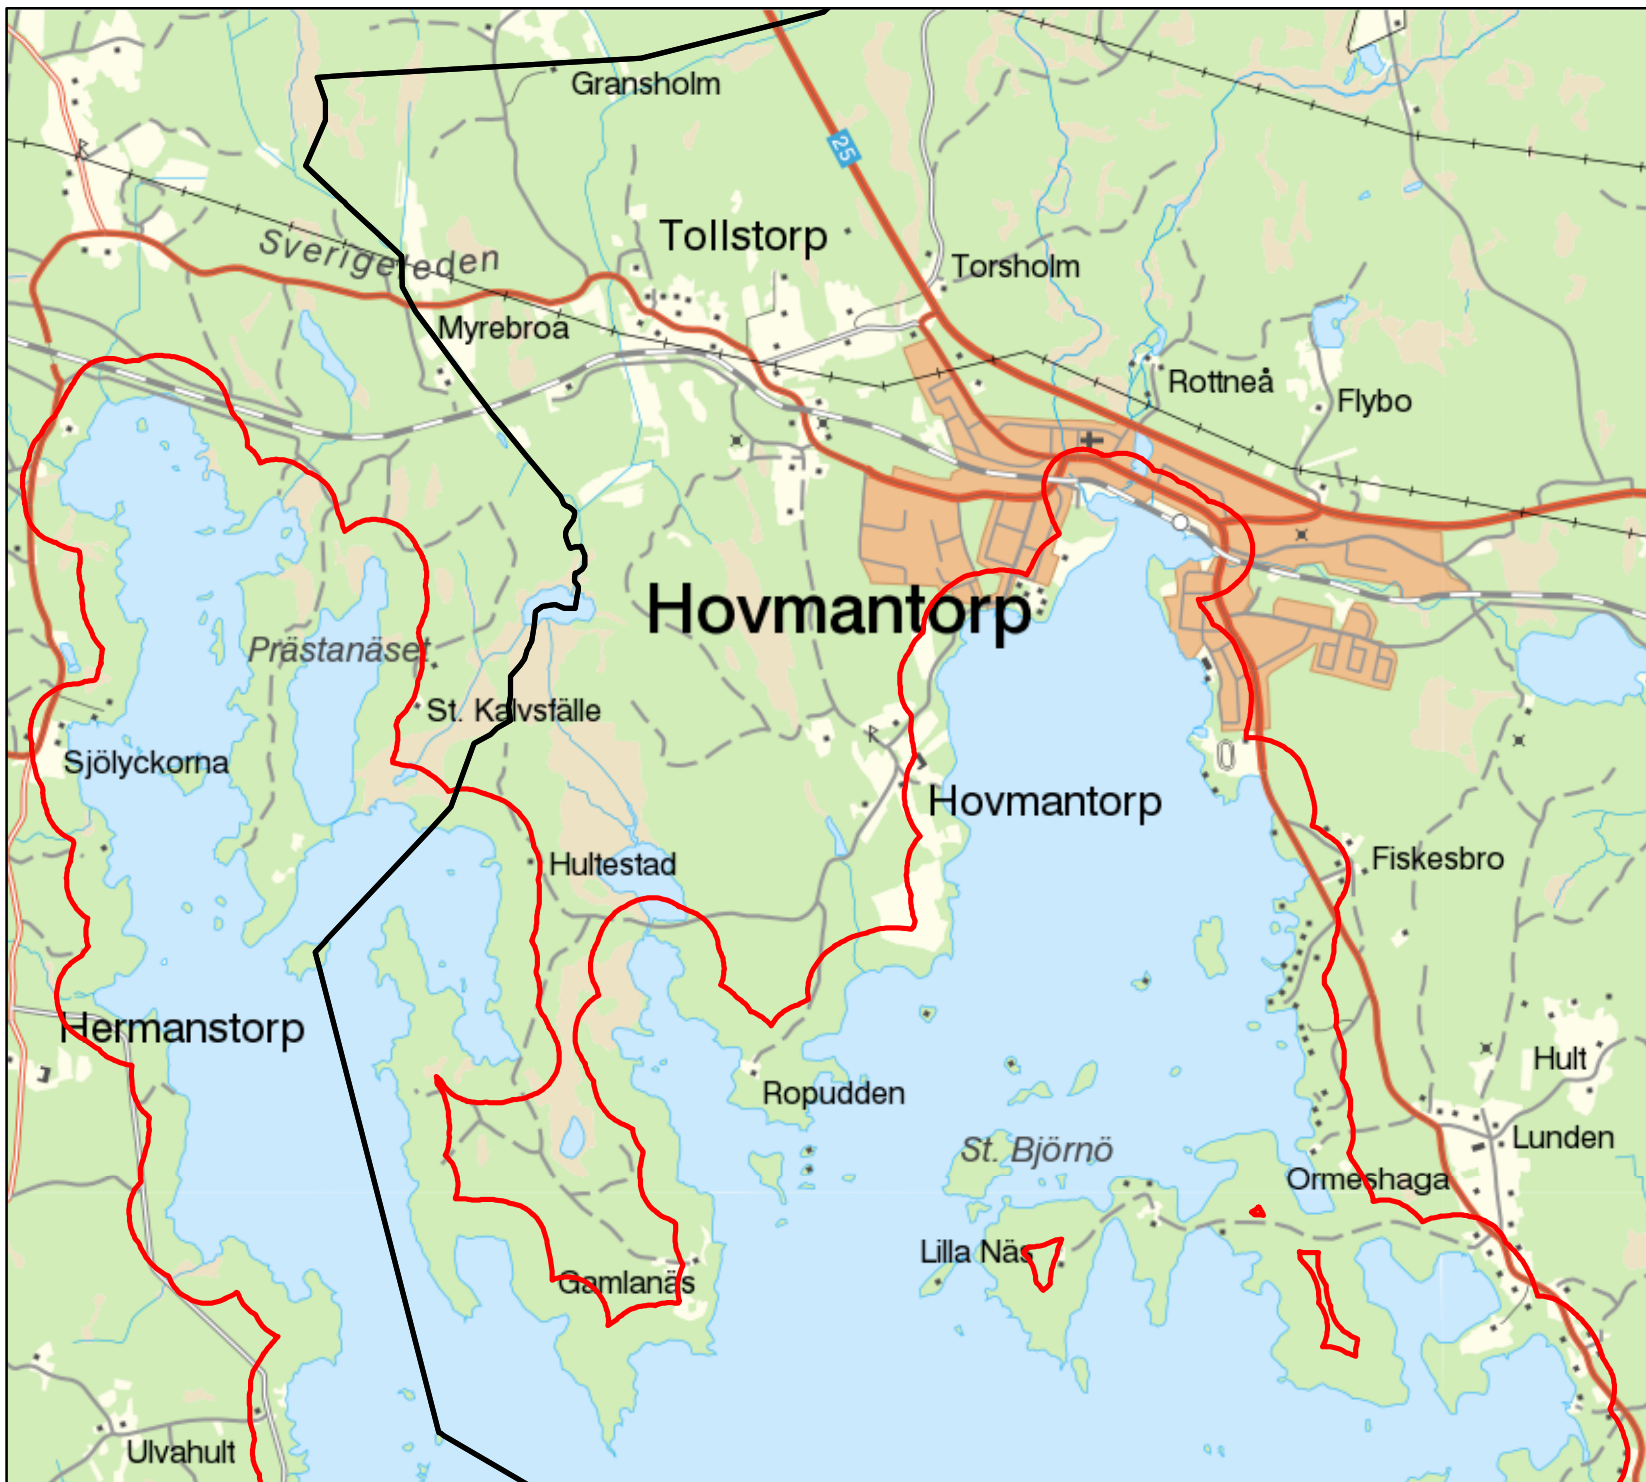 Gransholm
25
Tollstorp
Sverigeleden
Torsholm
Myrebroa
Rottneå
Flybo
Hovmantorp
Prästanäset
St. Kalvsfälle
Sjölyckorna
Hovmantorp
Fiskesbro
Hultestad
Hermanstorp
Hult
Ropudden
Lunden
St. Björnö
Ormeshaga
Lilla Näs
Gamlanäs
Ulvahult